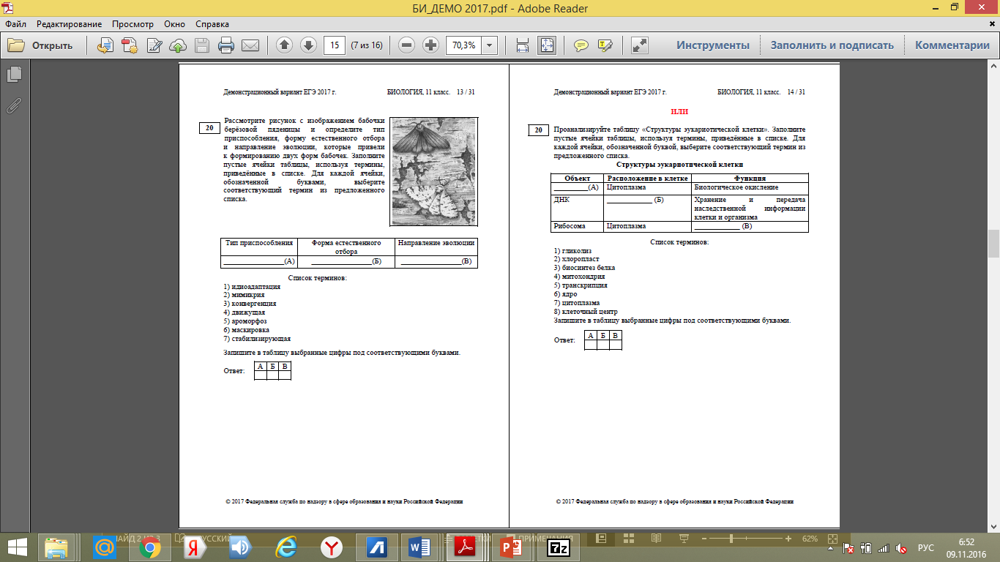 БИ_ДЕМО 2017.pdf - Adobe Reader
Файл Редактирование Просмотр Окно Справка
Открыть 15 (7 из 16) 70,3% Инструменты Заполнить и подписать Комментарии
Демонстрационный вариант ЕГЭ 2017 г. БИОЛОГИЯ, 11 класс. 13 / 31
20
Рассмотрите рисунок с изображением бабочки
берёзовой пяденицы и определите тип
приспособления, форму естественного отбора
и направление эволюции, которые привели
к формированию двух форм бабочек. Заполните
пустые ячейки таблицы, используя термины,
приведённые в списке. Для каждой ячейки,
обозначенной буквами, выберите
соответствующий термин из предложенного
списка.
Тип приспособления Форма естественного отбора Направление эволюции
________________(А) ________________(Б) ________________(В)
Список терминов:
1) идиоадаптация
2) мимикрия
3) конвергенция
4) движущая
5) ароморфоз
6) маскировка
7) стабилизирующая
Запишите в таблицу выбранные цифры под соответствующими буквами.
Ответ: А Б В
© 2017 Федеральная служба по надзору в сфере образования и науки Российской Федерации
Демонстрационный вариант ЕГЭ 2017 г. БИОЛОГИЯ, 11 класс. 14 / 31
ИЛИ
20
Проанализируйте таблицу «Структуры эукариотической клетки». Заполните
пустые ячейки таблицы, используя термины, приведённые в списке. Для
каждой ячейки, обозначенной буквой, выберите соответствующий термин из
предложенного списка.
Структуры эукариотической клетки
Объект Расположение в клетке Функция
_________(А) Цитоплазма Биологическое окисление
ДНК ____________ (Б) Хранение и передача
наследственной информации
клетки и организма
Рибосома Цитоплазма ____________ (В)
Список терминов:
1) гликолиз
2) хлоропласт
3) биосинтез белка
4) митохондрия
5) транскрипция
6) ядро
7) цитоплазма
8) клеточный центр
Запишите в таблицу выбранные цифры под соответствующими буквами.
Ответ: А Б В
© 2017 Федеральная служба по надзору в сфере образования и науки Российской Федерации
СЛАЙД 2 ИЗ 3 РУССКИЙ ПРИМЕЧАНИЯ 62%
РУС
6:52
09.11.2016